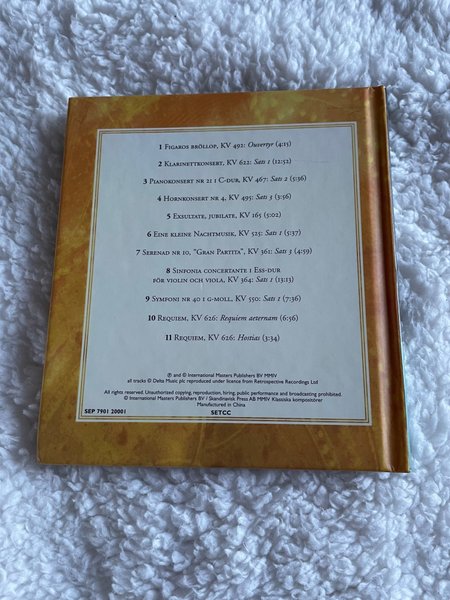 1 Figaros bröllop, KV 492: Ouvertyr (4:15)
2 Klarinettkonsert, KV 622: Sats 1 (12:52)
3 Pianokonsert nr 21 i C-dur, KV 467: Sats 2 (5:36)
4 Hornkonsert nr 4, KV 495: Sats 3 (3:56)
5 Exsultate, jubilate, KV 165 (5:02)
6 Eine kleine Nachtmusik, KV 525: Sats 1 (5:37)
7 Serenad nr 10, "Gran Partita", KV 361: Sats 3 (4:59)
8 Sinfonia concertante i Ess-dur
för violin och viola, KV 364: Sats 1 (13:13)
9 Symfoni nr 40 i g-moll, KV 550: Sats 1 (7:36)
10 Requiem, KV 626: Requiem aeternam (6:56)
11 Requiem, KV 626: Hostias (3:34)
℗ and © International Masters Publishers BV MMIV
all tracks © Delta Music plc reproduced under licence from Retrospective Recordings Ltd
All rights reserved. Unauthorized copying, reproduction, hiring, public performance and broadcasting prohibited.
© International Masters Publishers BV / Skandinavisk Press AB MMIV Klassiska kompositörer
Manufactured in China
SEP 7901 20001 SETCC